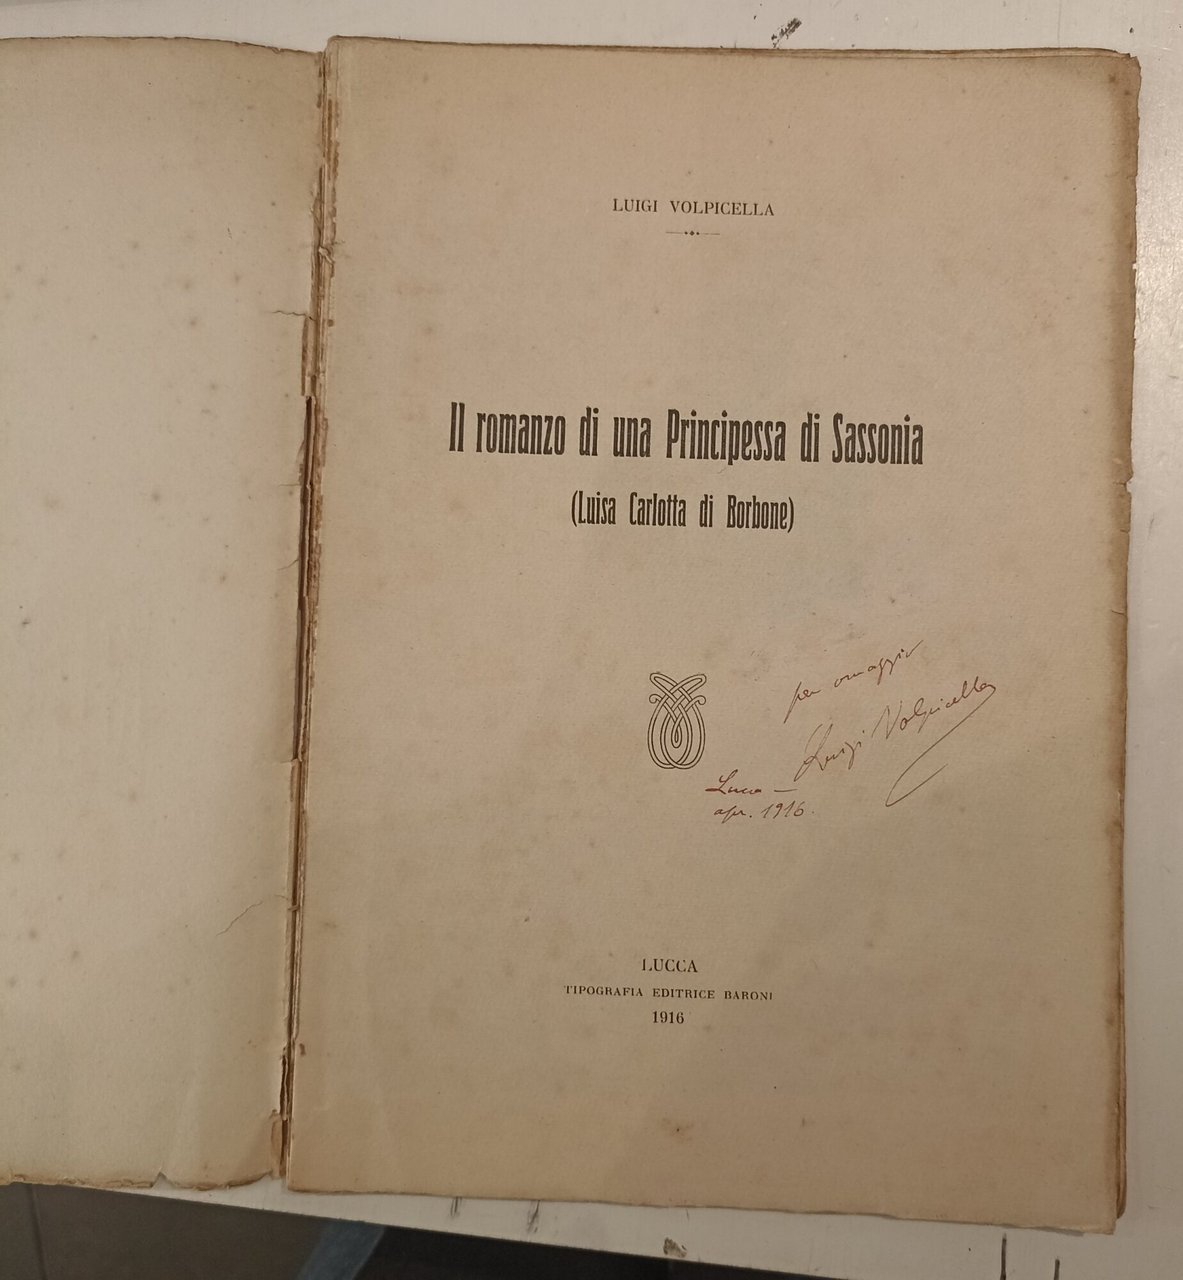 LUIGI VOLPICELLA
Il romanzo di una Principessa di Sassonia
(Luisa Carlotta di Borbone)
per omaggio
Luigi Volpicella
Lucca —
apr. 1916.
LUCCA
TIPOGRAFIA EDITRICE BARONI
1916